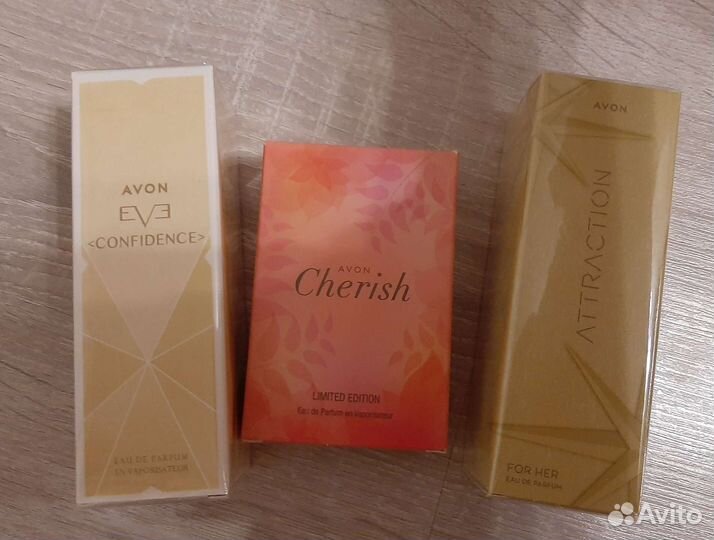 AVON
EVE
<CONFIDENCE>
EAU DE PARFUM
EN VAPORISATEUR
AVON
Cherish
LIMITED EDITION
Eau de Parfum en vaporisateur
AVON
ATTRACTION
FOR HER
EAU DE PARFUM
Avito